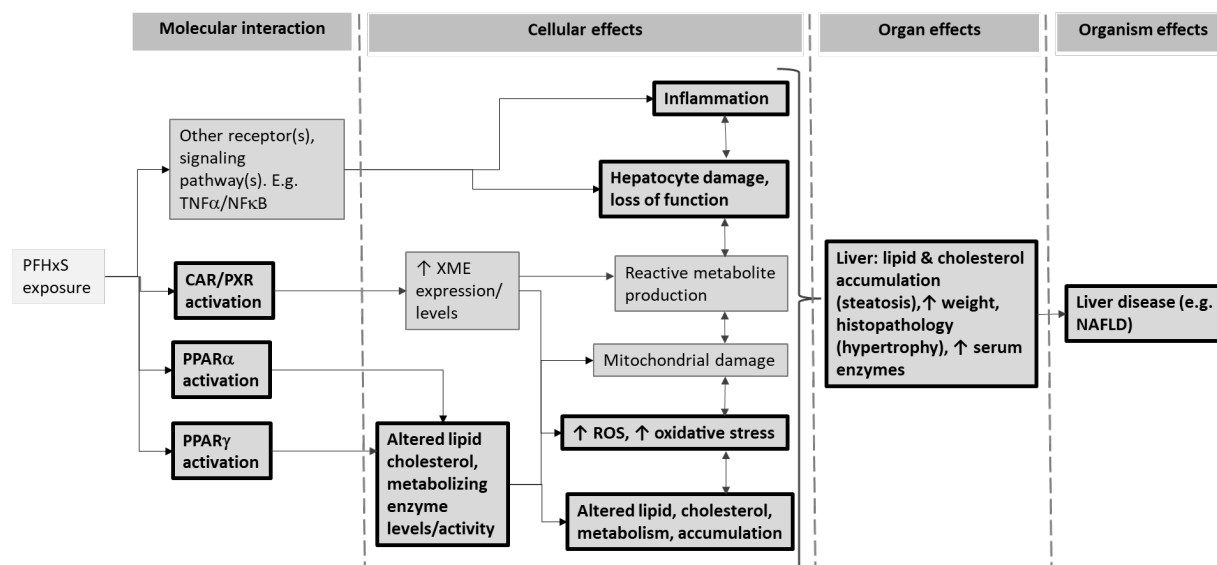 Molecular interaction
Cellular effects
Organ effects
Organism effects
PFHxS
exposure
Other receptor(s),
signaling
pathway(s). E.g.
TNFα/NFκB
CAR/PXR
activation
PPARα
activation
PPARγ
activation
↑ XME
expression/
levels
Altered lipid
cholesterol,
metabolizing
enzyme
levels/activity
Inflammation
Hepatocyte damage,
loss of function
Reactive metabolite
production
Mitochondrial damage
↑ ROS, ↑ oxidative stress
Altered lipid, cholesterol,
metabolism, accumulation
Liver: lipid & cholesterol
accumulation
(steatosis),↑ weight,
histopathology
(hypertrophy), ↑ serum
enzymes
Liver disease (e.g.
NAFLD)